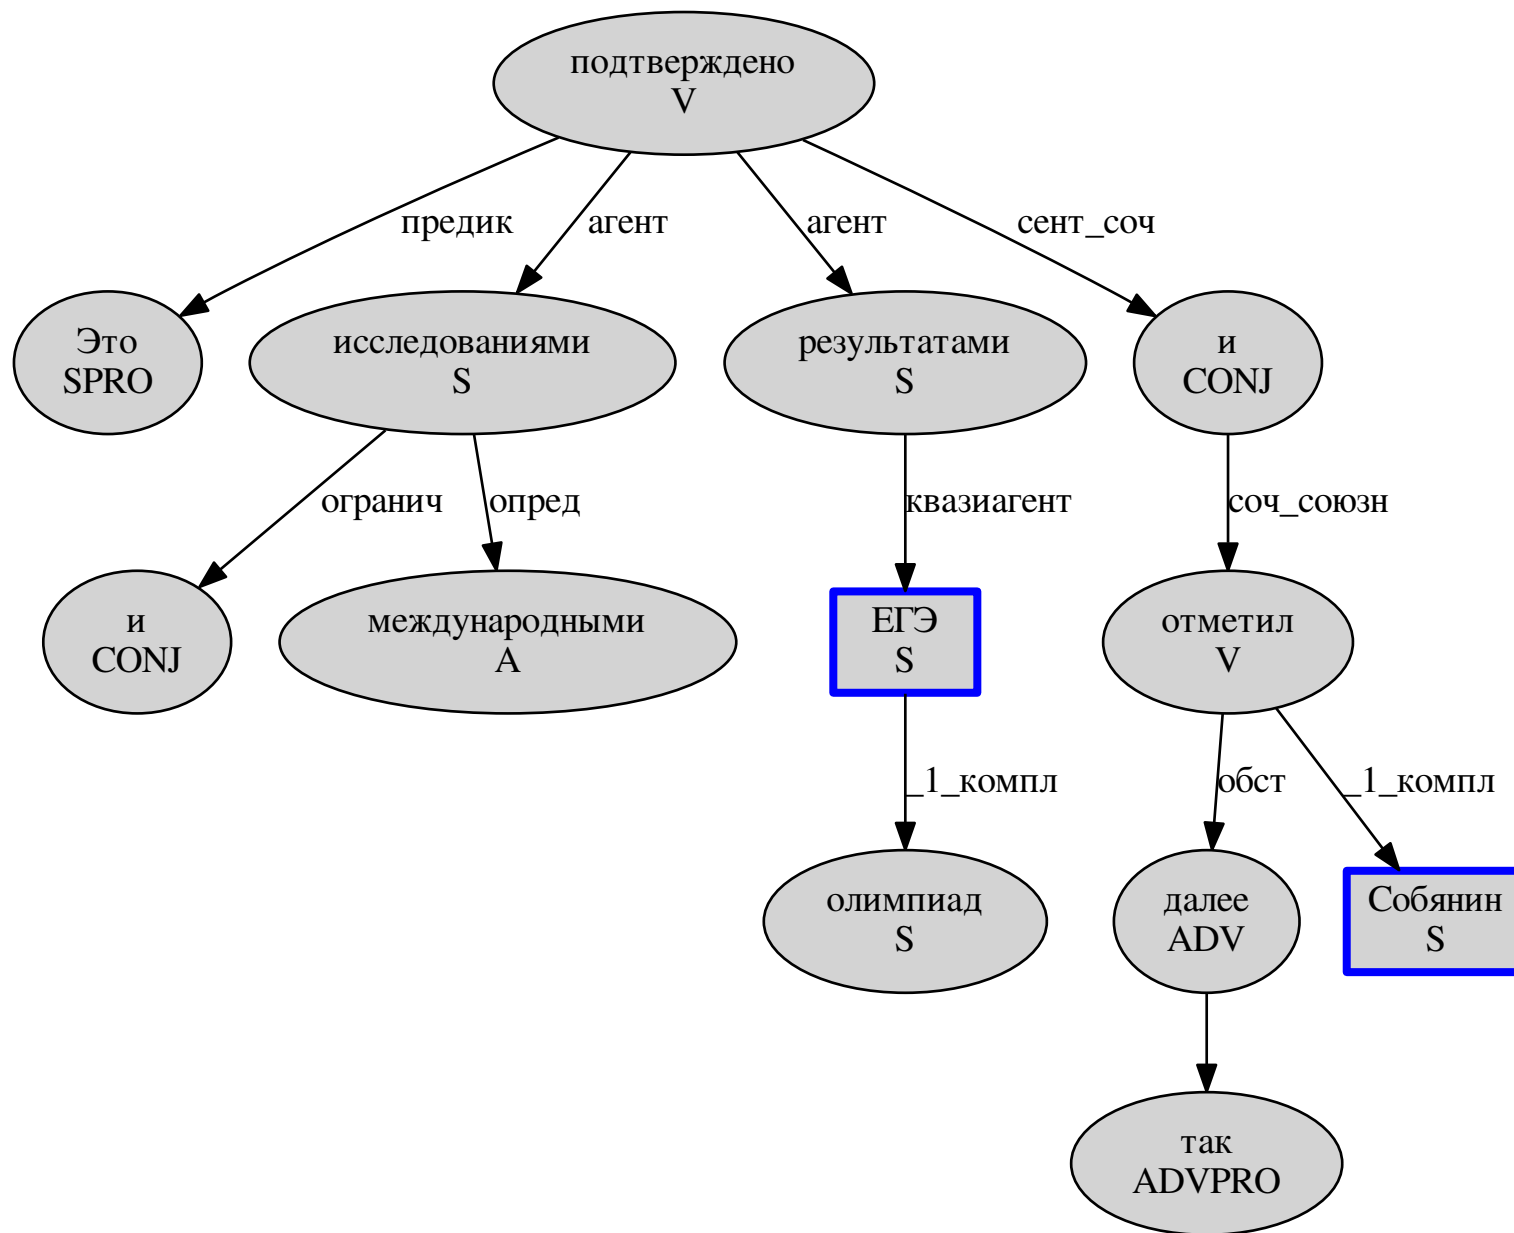 подтверждено
V
предик
агент
агент
сент_соч
Это
SPRO
исследованиями
S
результатами
S
и
CONJ
огранич
опред
квазиагент
соч_союзн
и
CONJ
международными
A
ЕГЭ
S
отметил
V
_1_компл
обст
_1_компл
олимпиад
S
далее
ADV
Собянин
S
так
ADVPRO